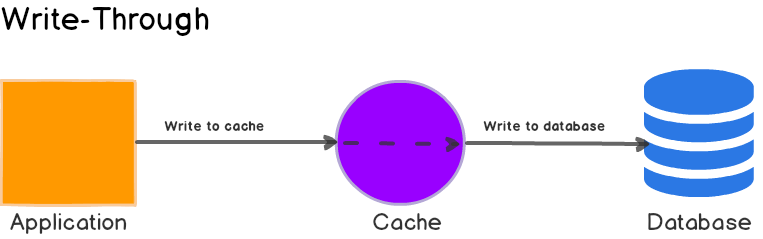 Write-Through
Write to cache
Write to database
Application
Cache
Database